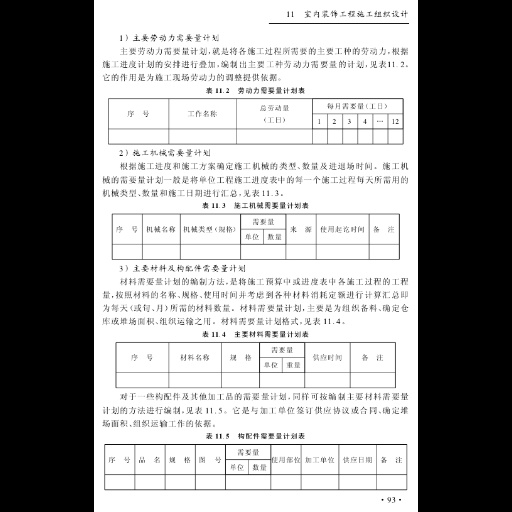 11 室内装饰工程施工组织设计
1) 主要劳动力需要量计划
主要劳动力需要量计划,就是将各施工过程所需要的主要工种的劳动力,根据
施工进度计划的安排进行叠加,编制出主要工种劳动力需要量的计划,见表11.2。
它的作用是为施工现场劳动力的调整提供依据。
表 11.2 劳动力需要量计划表
序 号 工作名称 总劳动量(工日) 每月需要量(工日)
1 2 3 4 … 12
2) 施工机械需要量计划
根据施工进度和施工方案确定施工机械的类型、数量及进退场时间。施工机
械的需要量计划一般是将单位工程施工进度表中的每一个施工过程每天所需用的
机械类型、数量和施工日期进行汇总,见表 11.3。
表 11.3 施工机械需要量计划表
序 号 机械名称 机械类型(规格) 需要量 来 源 使用起讫时间 备 注
单位 数量
3) 主要材料及构配件需要量计划
材料需要量计划的编制方法,是将施工预算中或进度表中各施工过程的工程
量,按照材料的名称、规格、使用时间并考虑到各种材料消耗定额进行计算汇总即
为每天(或旬、月)所需的材料数量。材料需要量计划,主要是为组织备料、确定仓
库或堆场面积、组织运输之用。材料需要量计划格式,见表 11.4。
表 11.4 主要材料需要量计划表
序 号 材料名称 规 格 需要量 供应时间 备 注
单位 重量
对于一些构配件及其他加工品的需要量计划,同样可按编制主要材料需要量
计划的方法进行编制,见表 11.5。它是与加工单位签订供应协议或合同、确定堆
场面积、组织运输工作的依据。
表 11.5 构配件需要量计划表
序 号 品 名 规 格 图 号 需要量 使用部位 加工单位 供应日期 备 注
单位 数量
• 93 •